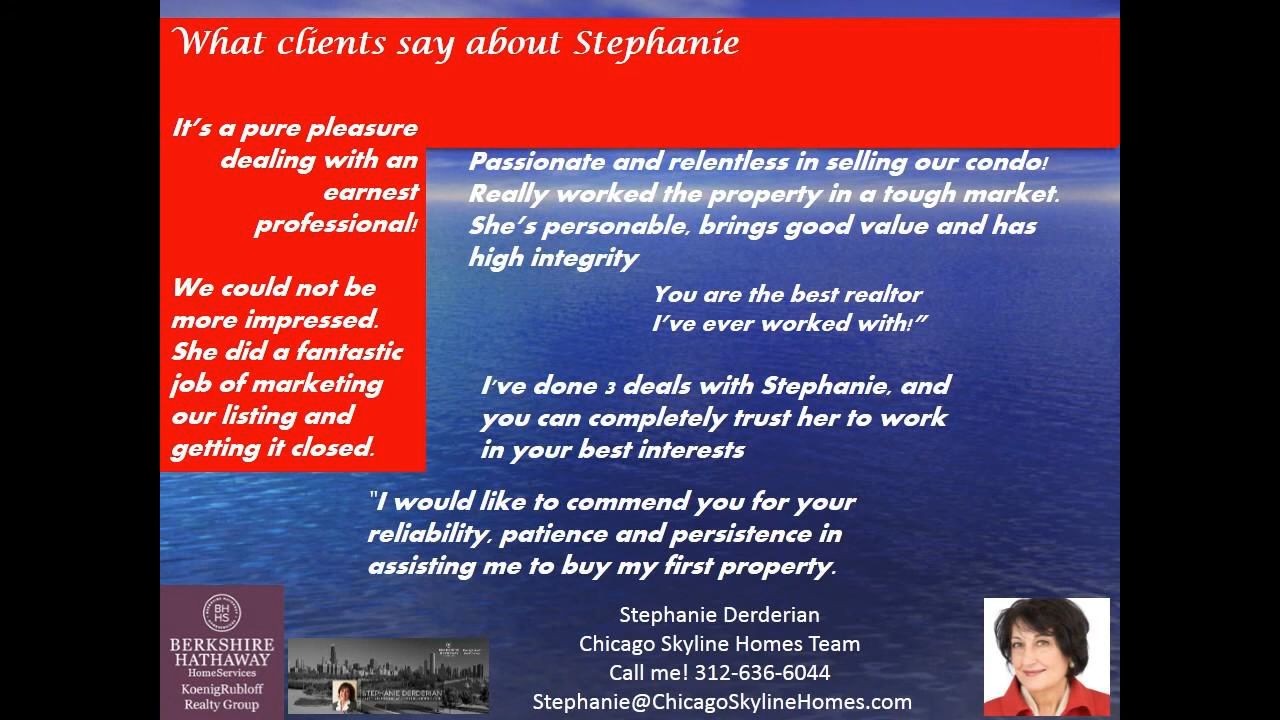 What clients say about Stephanie
It's a pure pleasure
dealing with an
earnest
professional!
We could not be
more impressed.
She did a fantastic
job of marketing
our listing and
getting it closed.
Passionate and relentless in selling our condo!
Really worked the property in a tough market.
She's personable, brings good value and has
high integrity
You are the best realtor
I've ever worked with!”
I've done 3 deals with Stephanie, and
you can completely trust her to work
in your best interests
"I would like to commend you for your
reliability, patience and persistence in
assisting me to buy my first property.
BH
HS
BERKSHIRE
HATHAWAY
HomeServices
KoenigRubloff
Realty Group
STEPHANIE DERDERIAN
Stephanie Derderian
Chicago Skyline Homes Team
Call me! 312-636-6044
Stephanie@ChicagoSkylineHomes.com